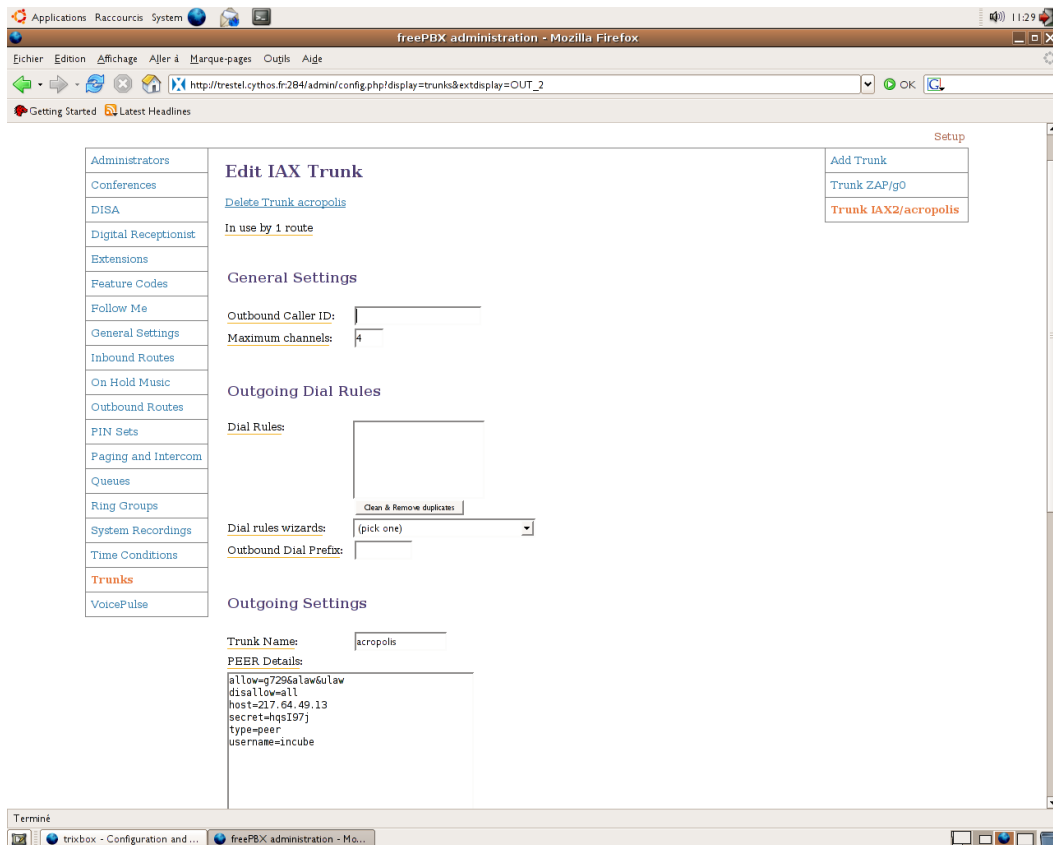 Applications Raccourcis System
11:29
freePBX administration - Mozilla Firefox
Fichier Edition Affichage Aller à Marque-pages Outils Aide
http://trestel.cythos.fr:284/admin/config.php?display=trunks&extdisplay=OUT_2
OK
Getting Started Latest Headlines
Setup
Administrators
Conferences
DISA
Digital Receptionist
Extensions
Feature Codes
Follow Me
General Settings
Inbound Routes
On Hold Music
Outbound Routes
PIN Sets
Paging and Intercom
Queues
Ring Groups
System Recordings
Time Conditions
Trunks
VoicePulse
Edit IAX Trunk
Delete Trunk acropolis
In use by 1 route
General Settings
Outbound Caller ID:
Maximum channels: 4
Outgoing Dial Rules
Dial Rules:
Clean & Remove duplicates
Dial rules wizards: (pick one)
Outbound Dial Prefix:
Outgoing Settings
Trunk Name: acropolis
PEER Details:
allow=g729&alaw&ulaw
disallow=all
host=217.64.49.13
secret=hqsI97j
type=peer
username=incube
Add Trunk
Trunk ZAP/g0
Trunk IAX2/acropolis
Terminé
trixbox - Configuration and ...
freePBX administration - Mo...